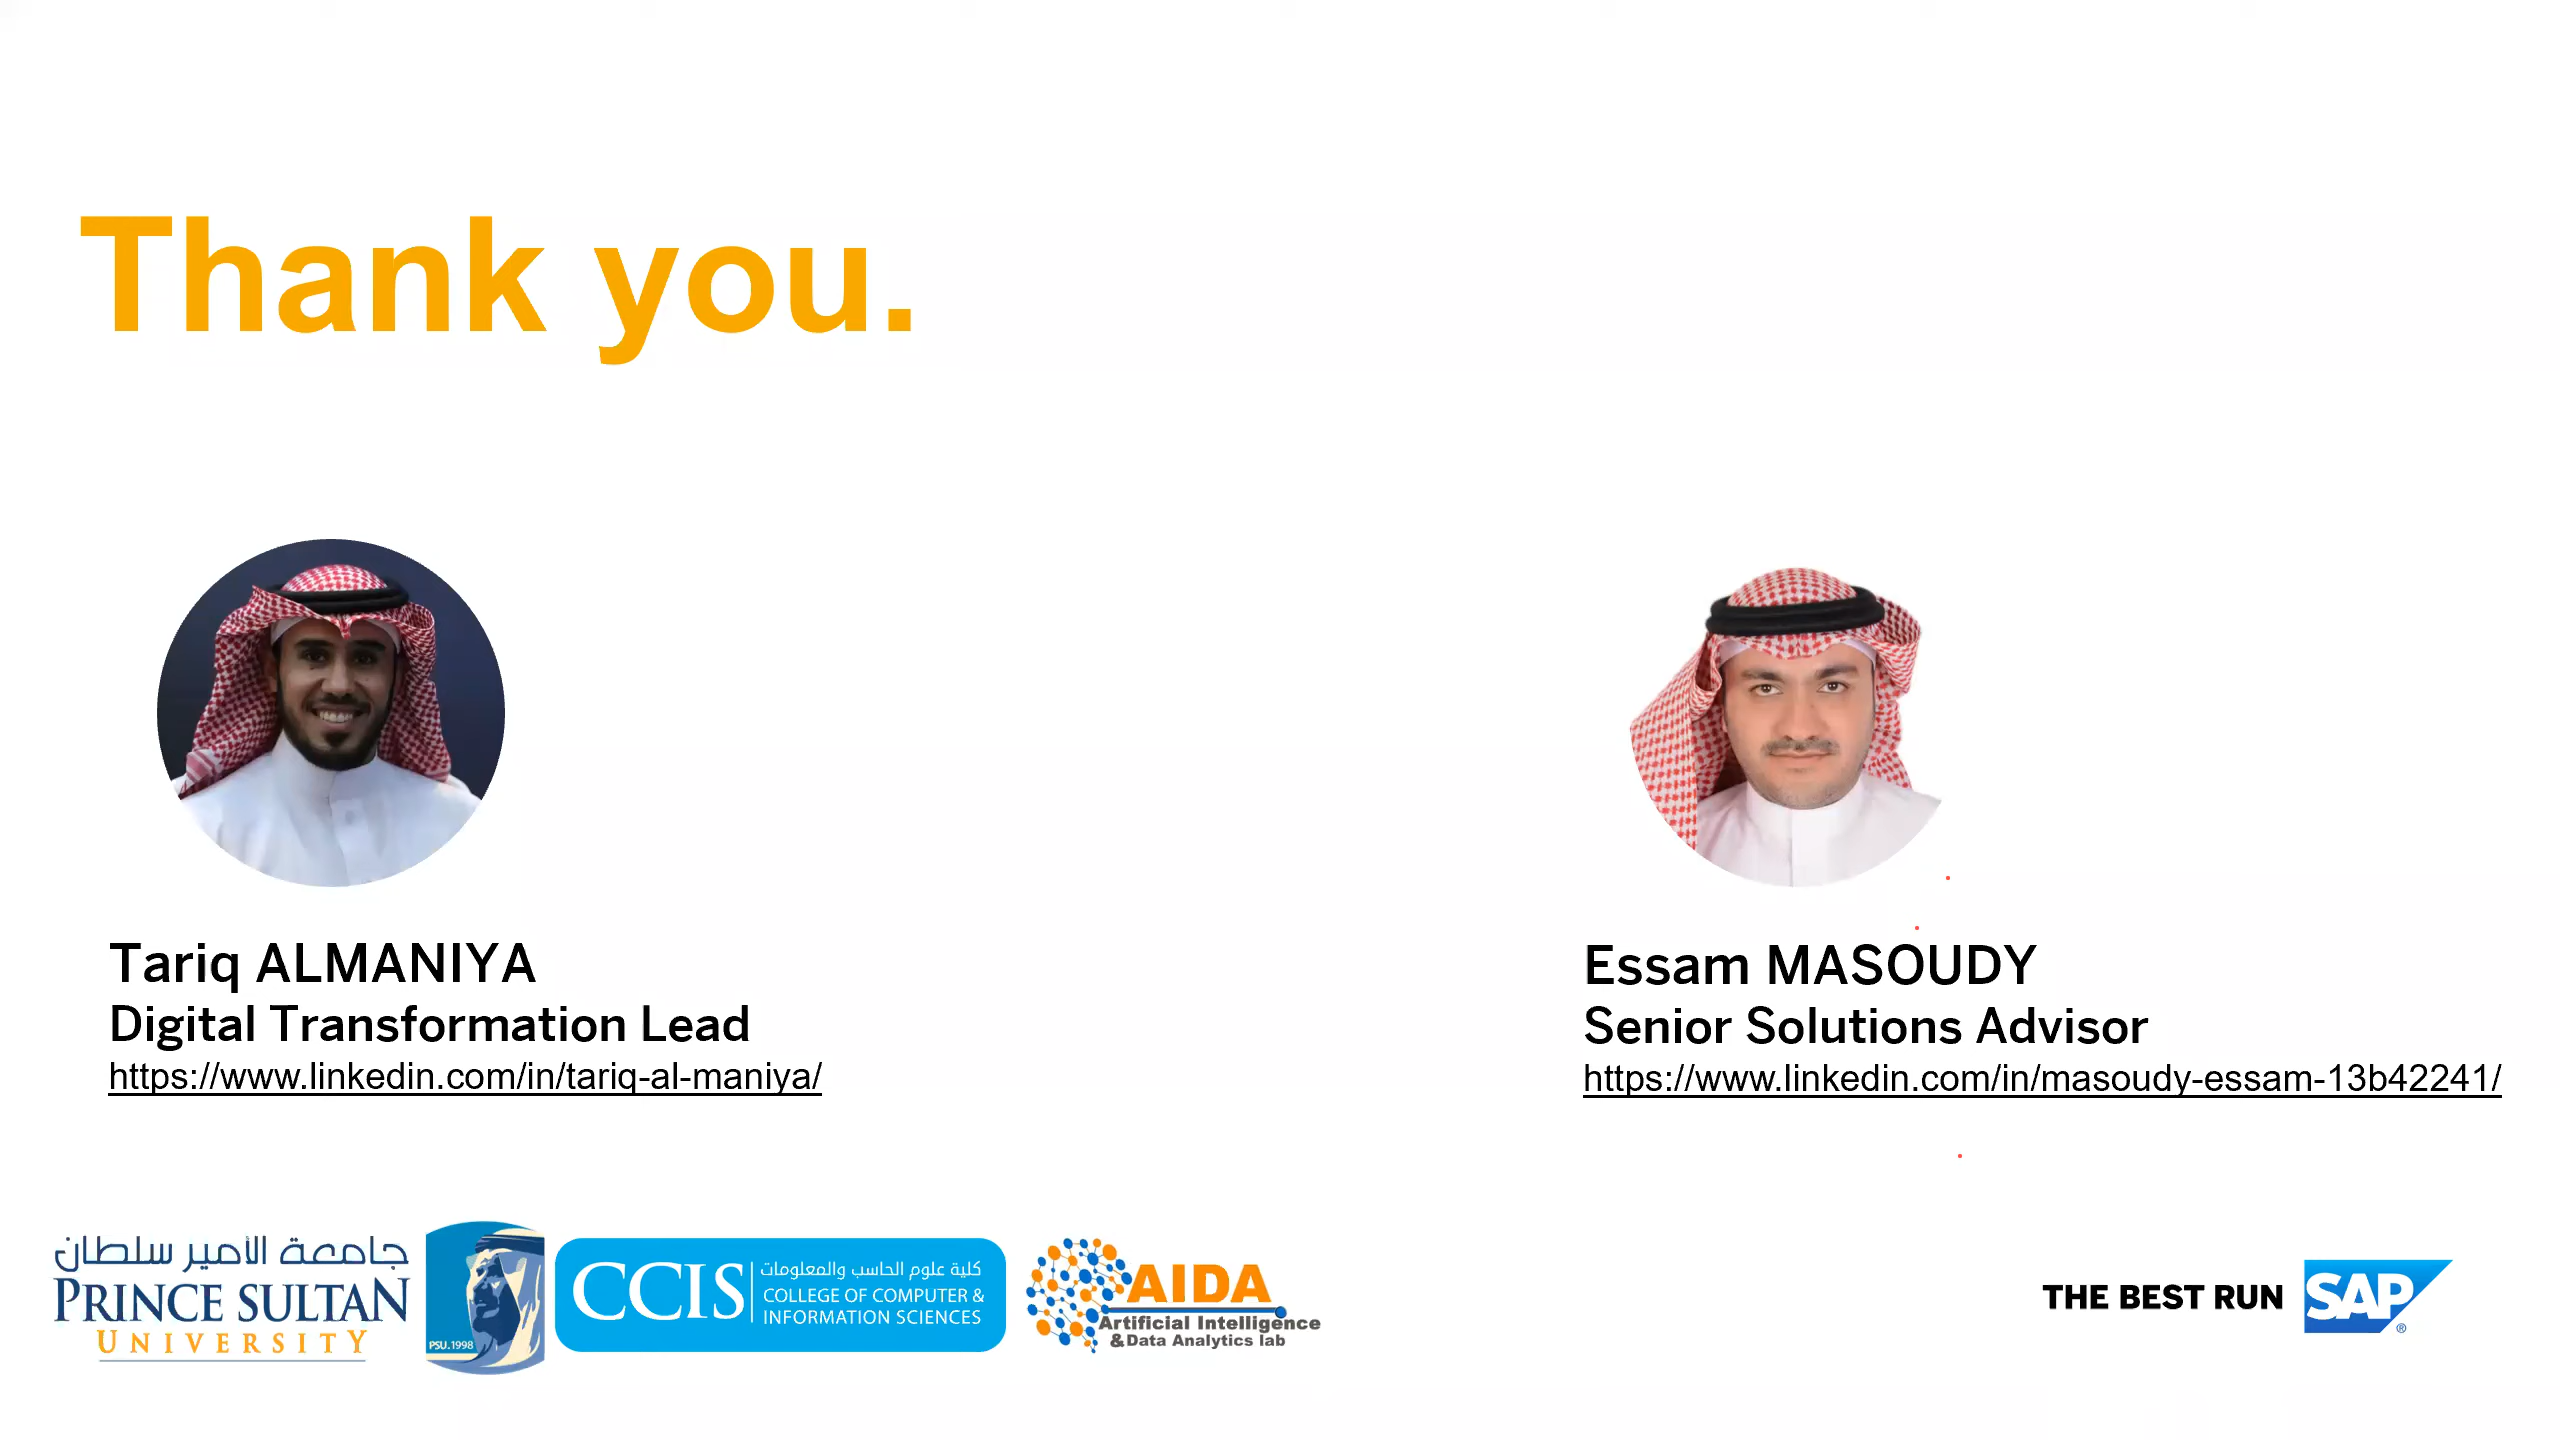 Thank you.
Tariq ALMANIYA
Digital Transformation Lead
https://www.linkedin.com/in/tariq-al-maniya/
Essam MASOUDY
Senior Solutions Advisor
https://www.linkedin.com/in/masoudy-essam-13b42241/
جامعة الأمير سلطان
PRINCE SULTAN
UNIVERSITY
PSU.1998
CCIS
كلية علوم الحاسب والمعلومات
COLLEGE OF COMPUTER &
INFORMATION SCIENCES
AIDA
Artificial Intelligence
&Data Analytics lab
THE BEST RUN SAP®